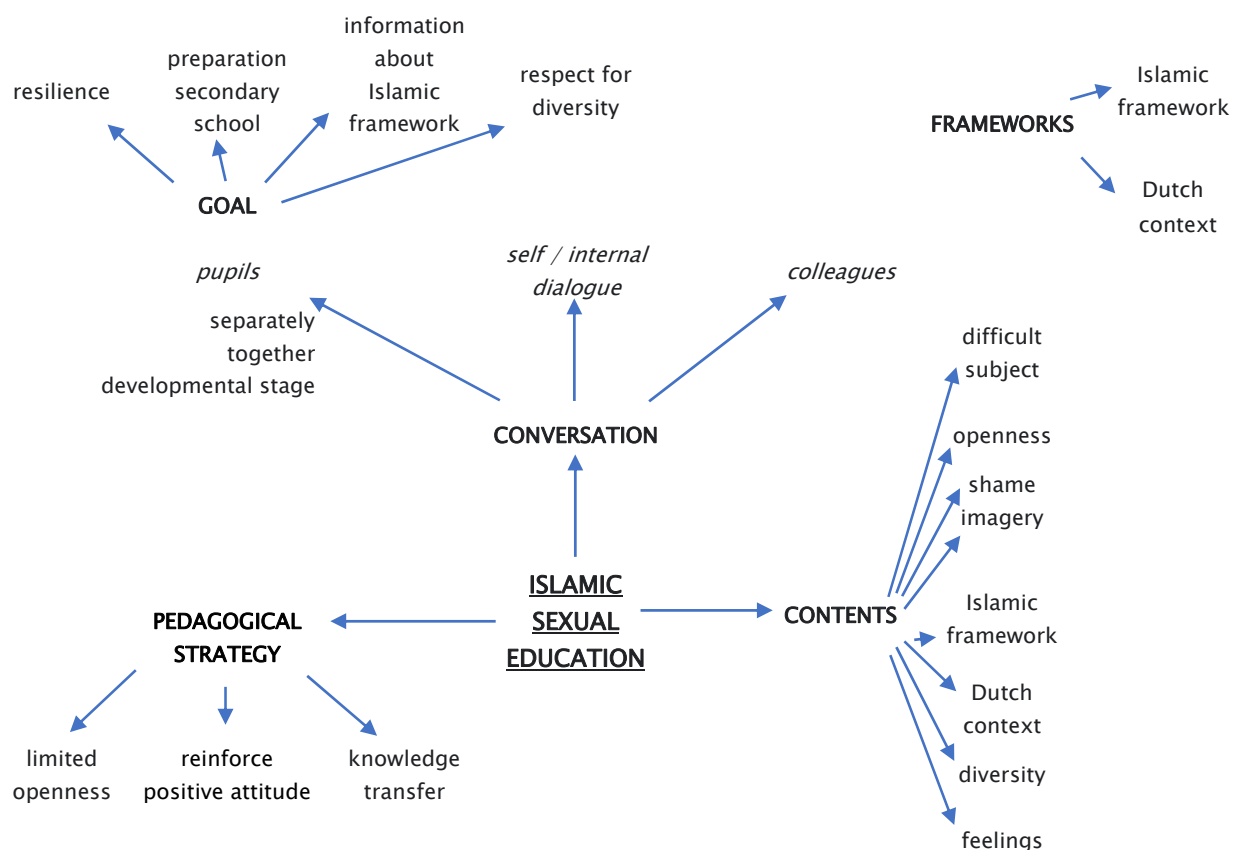 resilience
preparation
secondary
school
information
about
Islamic
framework
respect for
diversity
GOAL
FRAMEWORKS
Islamic
framework
Dutch
context
pupils
separately
together
developmental stage
self / internal
dialogue
colleagues
CONVERSATION
ISLAMIC
SEXUAL
EDUCATION
PEDAGOGICAL
STRATEGY
limited
openness
reinforce
positive attitude
knowledge
transfer
CONTENTS
difficult
subject
openness
shame
imagery
Islamic
framework
Dutch
context
diversity
feelings